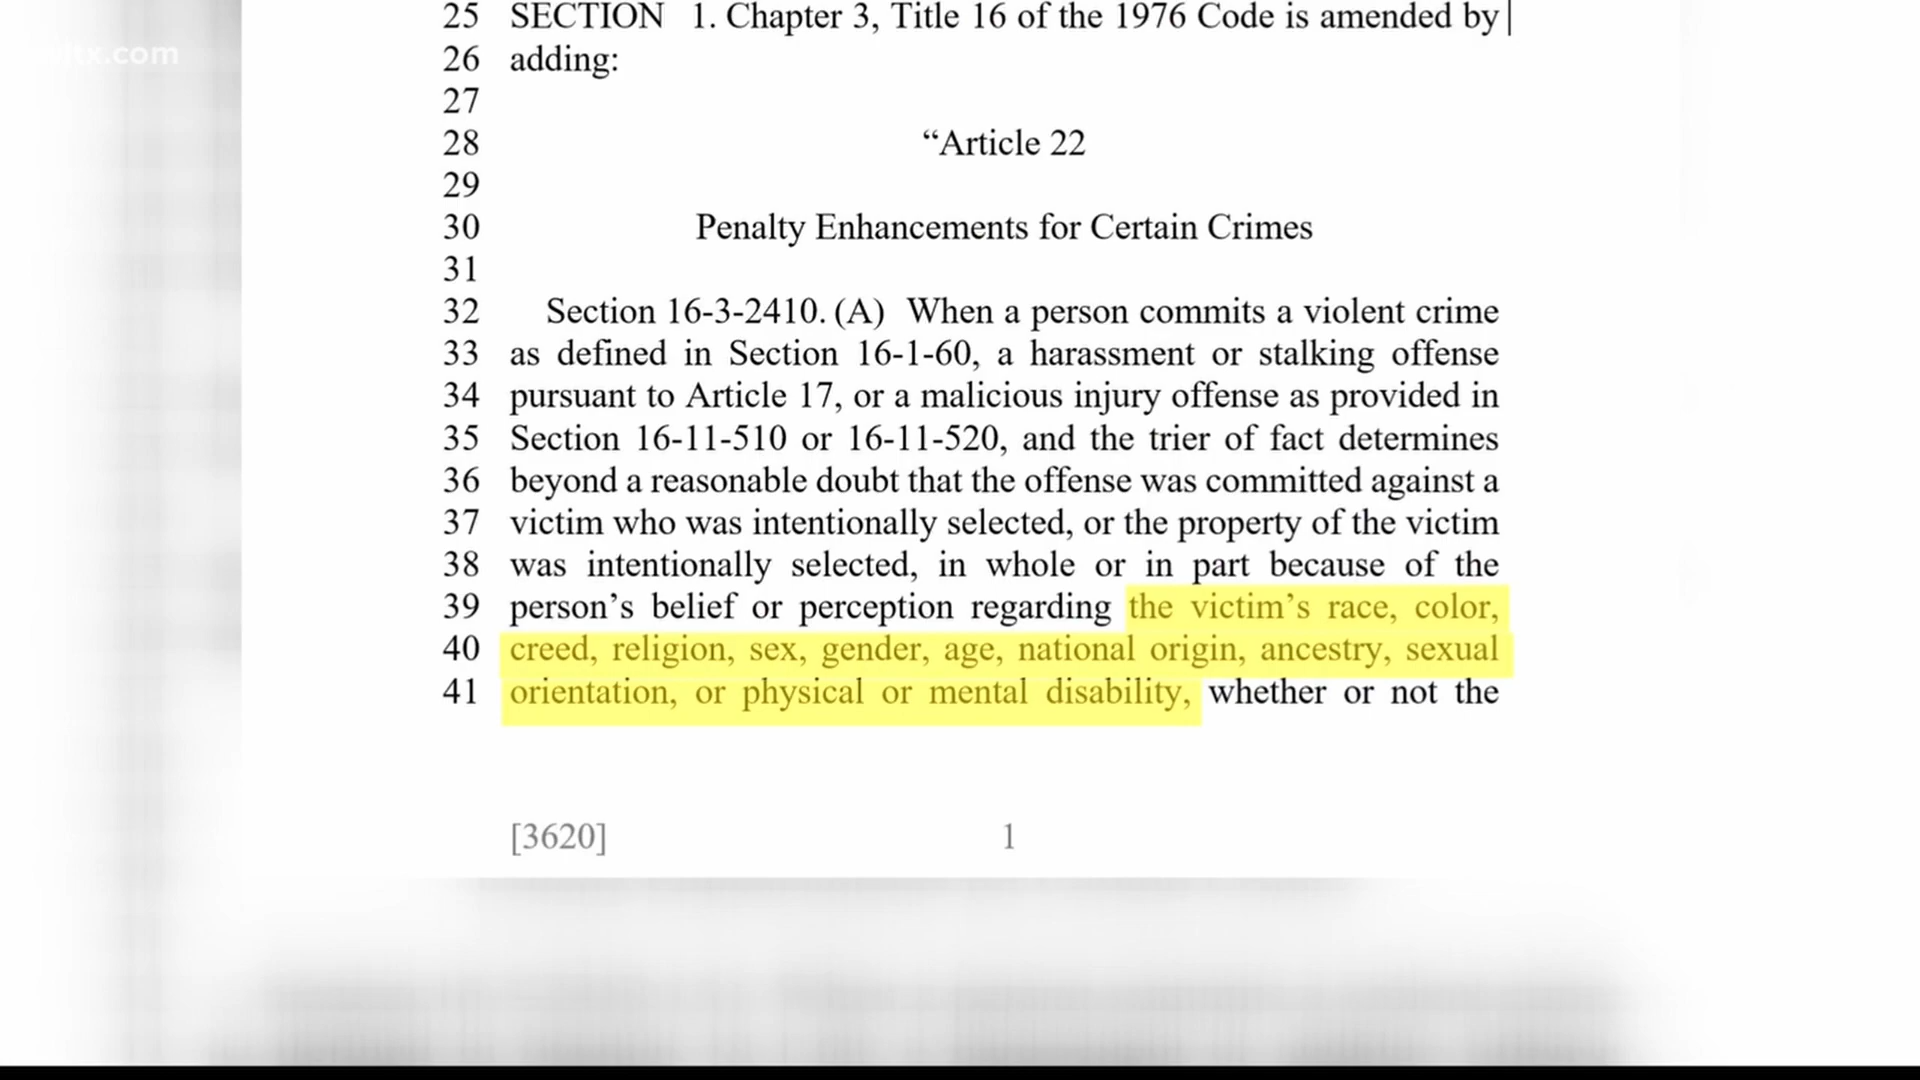 25 SECTION 1. Chapter 3, Title 16 of the 1976 Code is amended by
26 adding:
27
28 “Article 22
29
30 Penalty Enhancements for Certain Crimes
31
32 Section 16-3-2410. (A) When a person commits a violent crime
33 as defined in Section 16-1-60, a harassment or stalking offense
34 pursuant to Article 17, or a malicious injury offense as provided in
35 Section 16-11-510 or 16-11-520, and the trier of fact determines
36 beyond a reasonable doubt that the offense was committed against a
37 victim who was intentionally selected, or the property of the victim
38 was intentionally selected, in whole or in part because of the
39 person’s belief or perception regarding the victim’s race, color,
40 creed, religion, sex, gender, age, national origin, ancestry, sexual
41 orientation, or physical or mental disability, whether or not the
[3620] 1